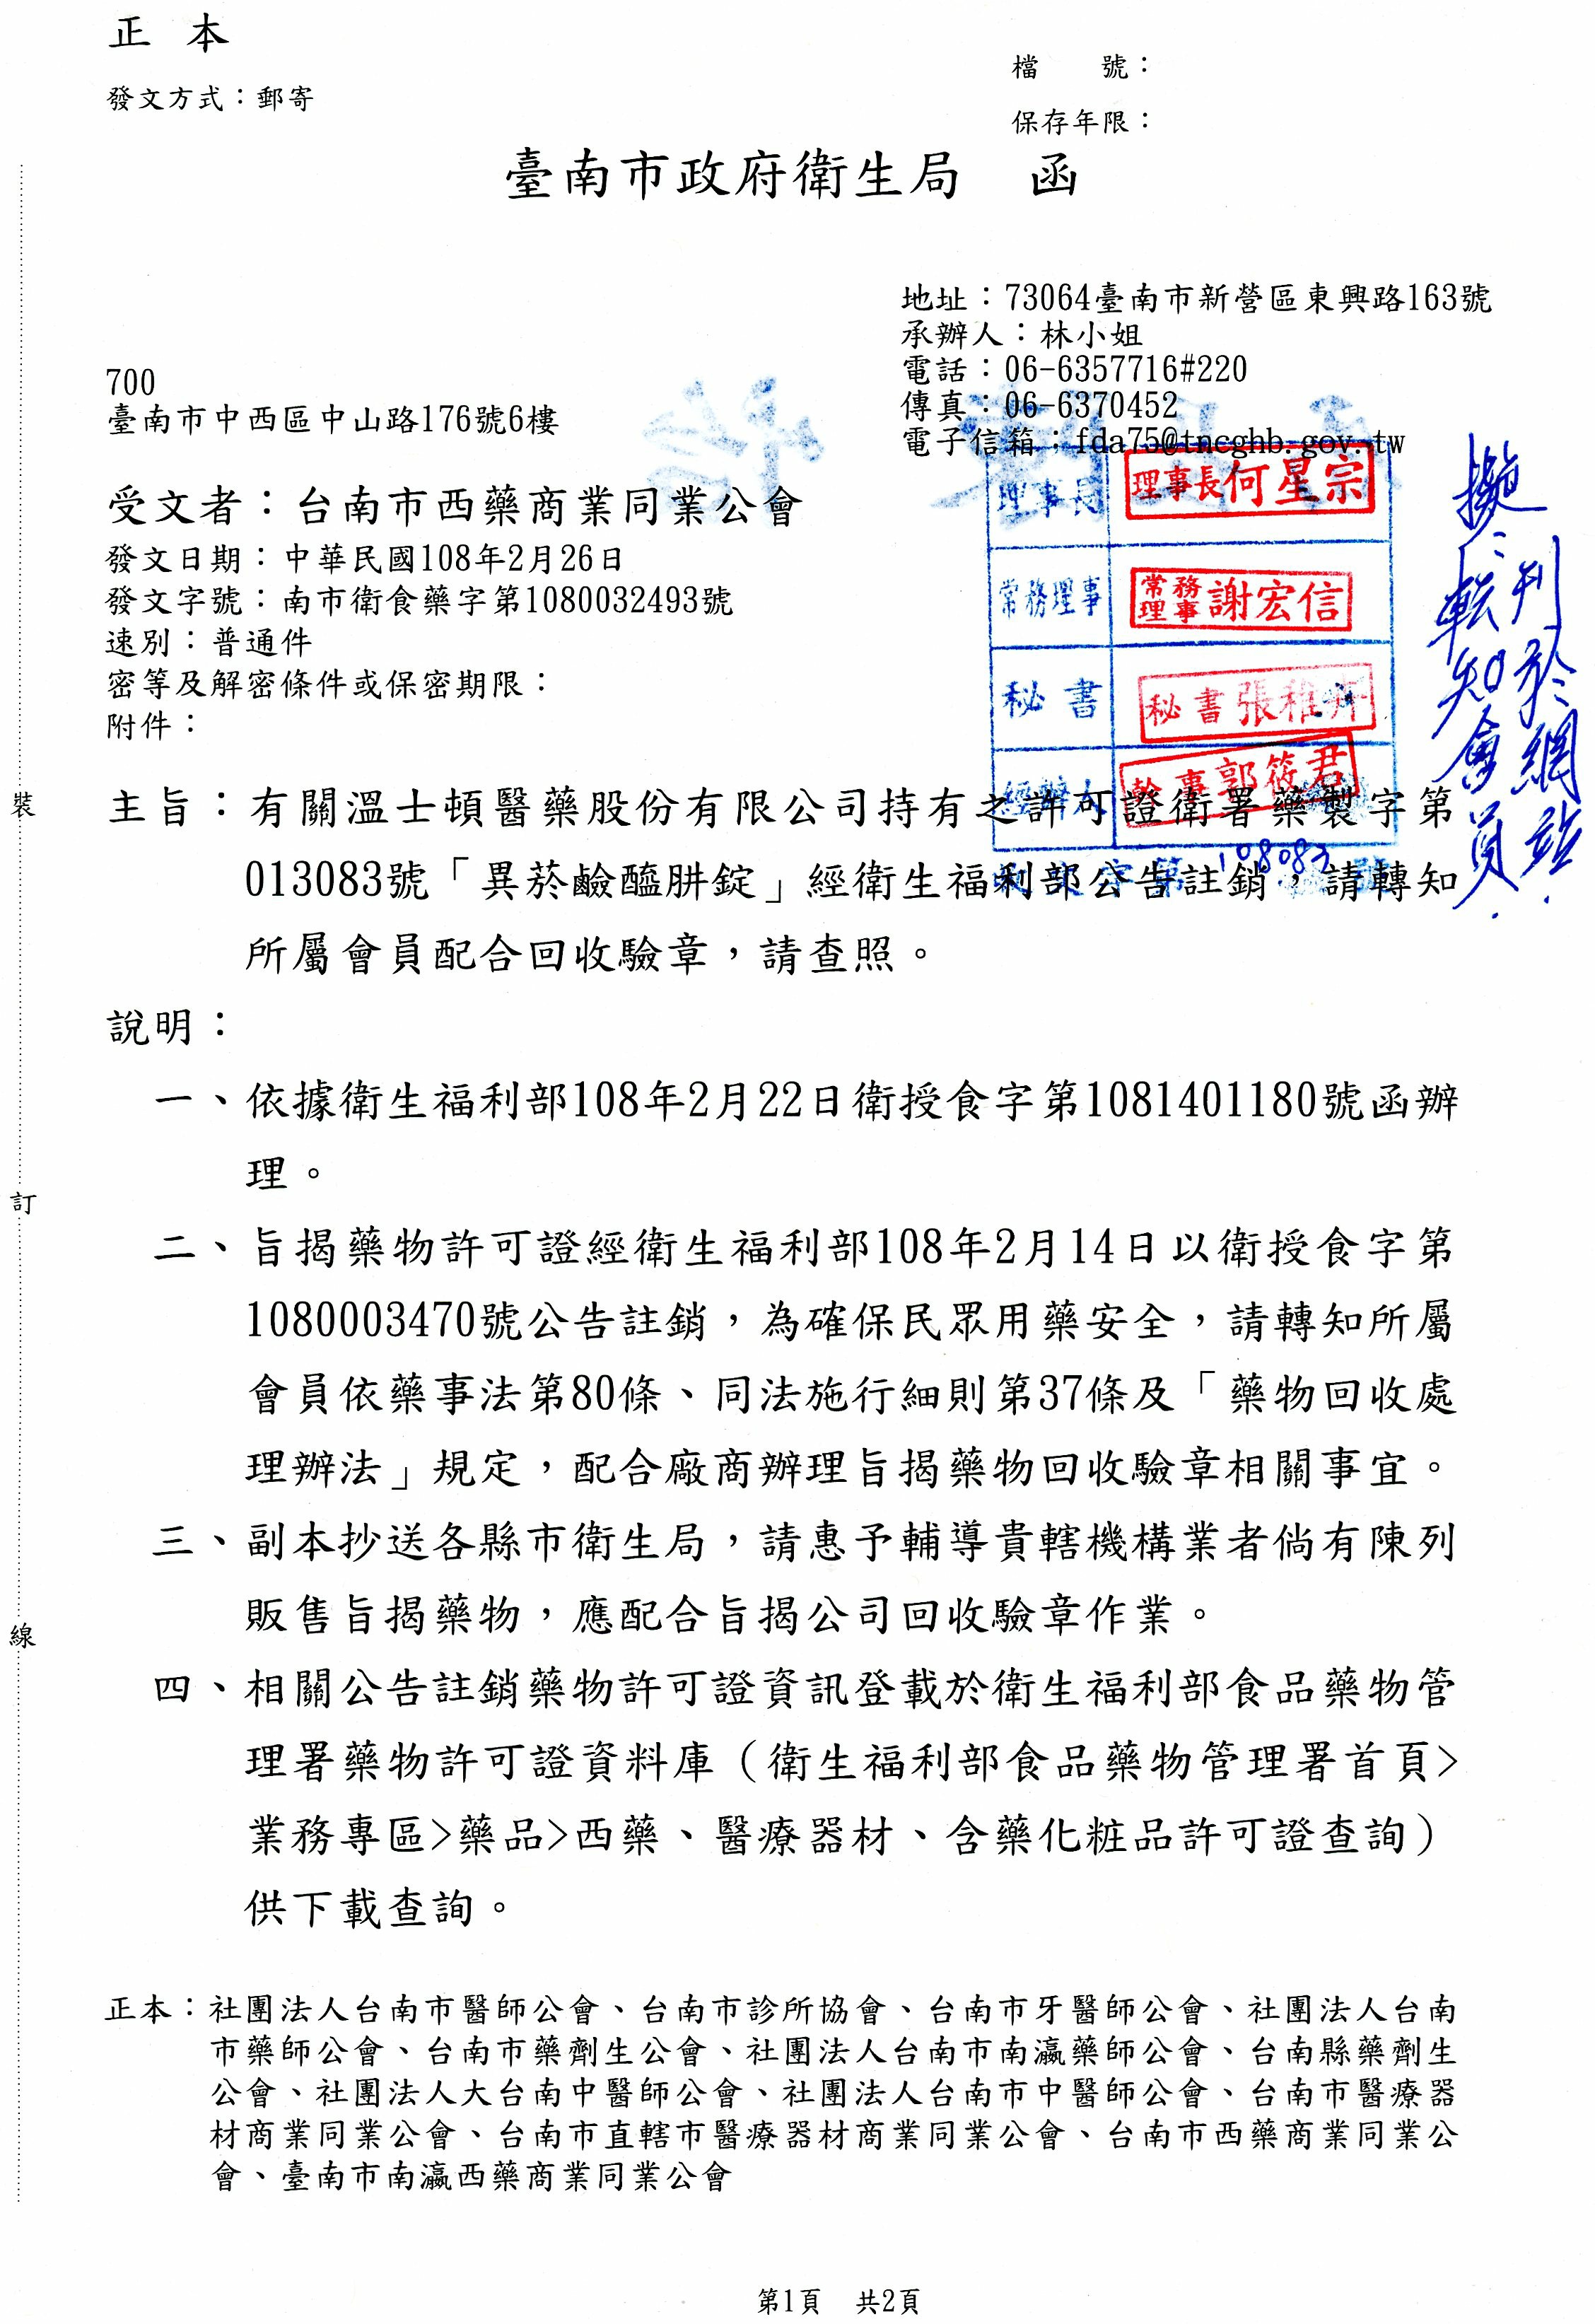 正本
發文方式：郵寄
檔　　號：
保存年限：
臺南市政府衛生局　函
地址：73064臺南市新營區東興路163號
承辦人：林小姐
電話：06-6357716#220
傳真：06-6370452
電子信箱：fda75@tncghb.gov.tw
700
臺南市中西區中山路176號6樓
受文者：台南市西藥商業同業公會
發文日期：中華民國108年2月26日
發文字號：南市衛食藥字第1080032493號
速別：普通件
密等及解密條件或保密期限：
附件：
理事長 理事長何星宗
常務理事 常務理事謝宏信
秘書 秘書張雅
經辦人 幹事郭筱君
收文字第108083號
擬：轉知會員
刊於網站.
主旨：有關溫士頓醫藥股份有限公司持有之許可證衛署藥製字第
013083號「異菸鹼醯肼錠」經衛生福利部公告註銷，請轉知
所屬會員配合回收驗章，請查照。
說明：
一、依據衛生福利部108年2月22日衛授食字第1081401180號函辦
理。
二、旨揭藥物許可證經衛生福利部108年2月14日以衛授食字第
1080003470號公告註銷，為確保民眾用藥安全，請轉知所屬
會員依藥事法第80條、同法施行細則第37條及「藥物回收處
理辦法」規定，配合廠商辦理旨揭藥物回收驗章相關事宜。
三、副本抄送各縣市衛生局，請惠予輔導貴轄機構業者倘有陳列
販售旨揭藥物，應配合旨揭公司回收驗章作業。
四、相關公告註銷藥物許可證資訊登載於衛生福利部食品藥物管
理署藥物許可證資料庫（衛生福利部食品藥物管理署首頁>
業務專區>藥品>西藥、醫療器材、含藥化粧品許可證查詢）
供下載查詢。
正本：社團法人台南市醫師公會、台南市診所協會、台南市牙醫師公會、社團法人台南
市藥師公會、台南市藥劑生公會、社團法人台南市南瀛藥師公會、台南縣藥劑生
公會、社團法人大台南中醫師公會、社團法人台南市中醫師公會、台南市醫療器
材商業同業公會、台南市直轄市醫療器材商業同業公會、台南市西藥商業同業公
會、臺南市南瀛西藥商業同業公會
裝
訂
線
第1頁　共2頁